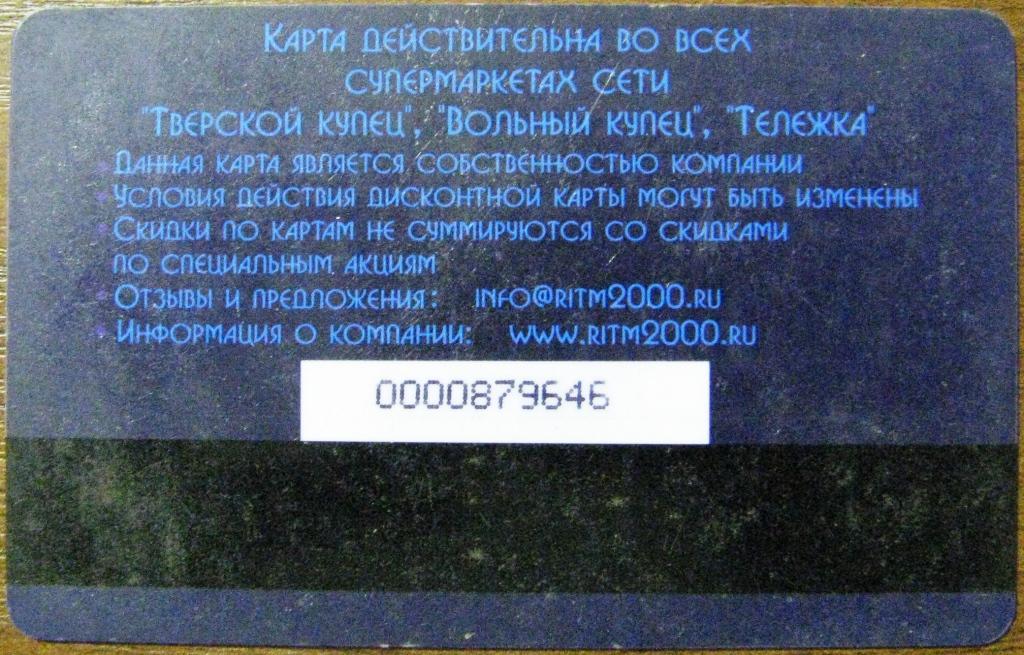 Карта действительна во всех
супермаркетах сети
"Тверской купец", "Вольный купец", "Тележка"
Данная карта является собственностью компании
Условия действия дисконтной карты могут быть изменены
Скидки по картам не суммируются со скидками
по специальным акциям
Отзывы и предложения: info@ritm2000.ru
Информация о компании: www.ritm2000.ru
0000879646